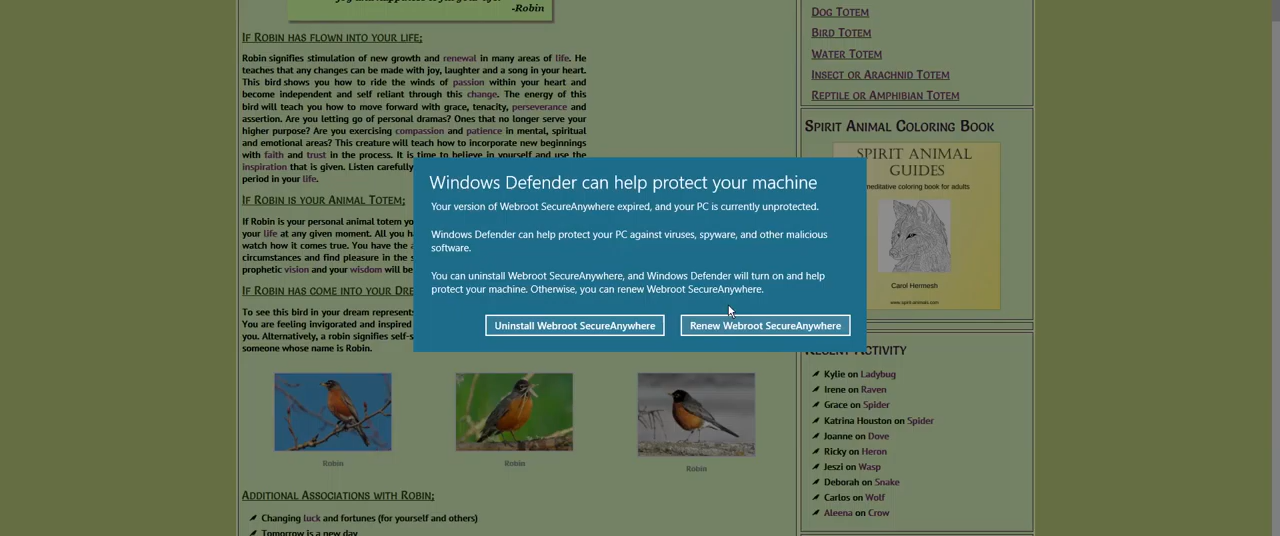 joy and happiness to fill your life.
-Robin
If Robin has flown into your life;
Robin signifies stimulation of new growth and renewal in many areas of life. He
teaches that any changes can be made with joy, laughter and a song in your heart.
This bird shows you how to ride the winds of passion within your heart and
become independent and self reliant through this change. The energy of this
bird will teach you how to move forward with grace, tenacity, perseverance and
assertion. Are you letting go of personal dramas? Ones that no longer serve your
higher purpose? Are you exercising compassion and patience in mental, spiritual
and emotional areas? This creature will teach how to incorporate new beginnings
with faith and trust in the process. It is time to believe in yourself and use the
inspiration that is given. Listen carefully
period in your life.
If Robin is your Animal Totem;
If Robin is your personal animal totem yo
your life at any given moment. All you h
watch how it comes true. You have the a
circumstances and find pleasure in the s
prophetic vision and your wisdom will be
If Robin has come into your Dre
To see this bird in your dream represents
You are feeling invigorated and inspired
you. Alternatively, a robin signifies self-s
someone whose name is Robin.
Robin
Robin
Robin
Additional Associations with Robin;
Changing luck and fortunes (for yourself and others)
Tomorrow is a new day
Windows Defender can help protect your machine
Your version of Webroot SecureAnywhere expired, and your PC is currently unprotected.
Windows Defender can help protect your PC against viruses, spyware, and other malicious
software.
You can uninstall Webroot SecureAnywhere, and Windows Defender will turn on and help
protect your machine. Otherwise, you can renew Webroot SecureAnywhere.
Uninstall Webroot SecureAnywhere
Renew Webroot SecureAnywhere
Dog Totem
Bird Totem
Water Totem
Insect or Arachnid Totem
Reptile or Amphibian Totem
Spirit Animal Coloring Book
SPIRIT ANIMAL
GUIDES
meditative coloring book for adults
Carol Hermesh
www.spirit-animals.com
Recent Activity
Kylie on Ladybug
Irene on Raven
Grace on Spider
Katrina Houston on Spider
Joanne on Dove
Ricky on Heron
Jeszi on Wasp
Deborah on Snake
Carlos on Wolf
Aleena on Crow